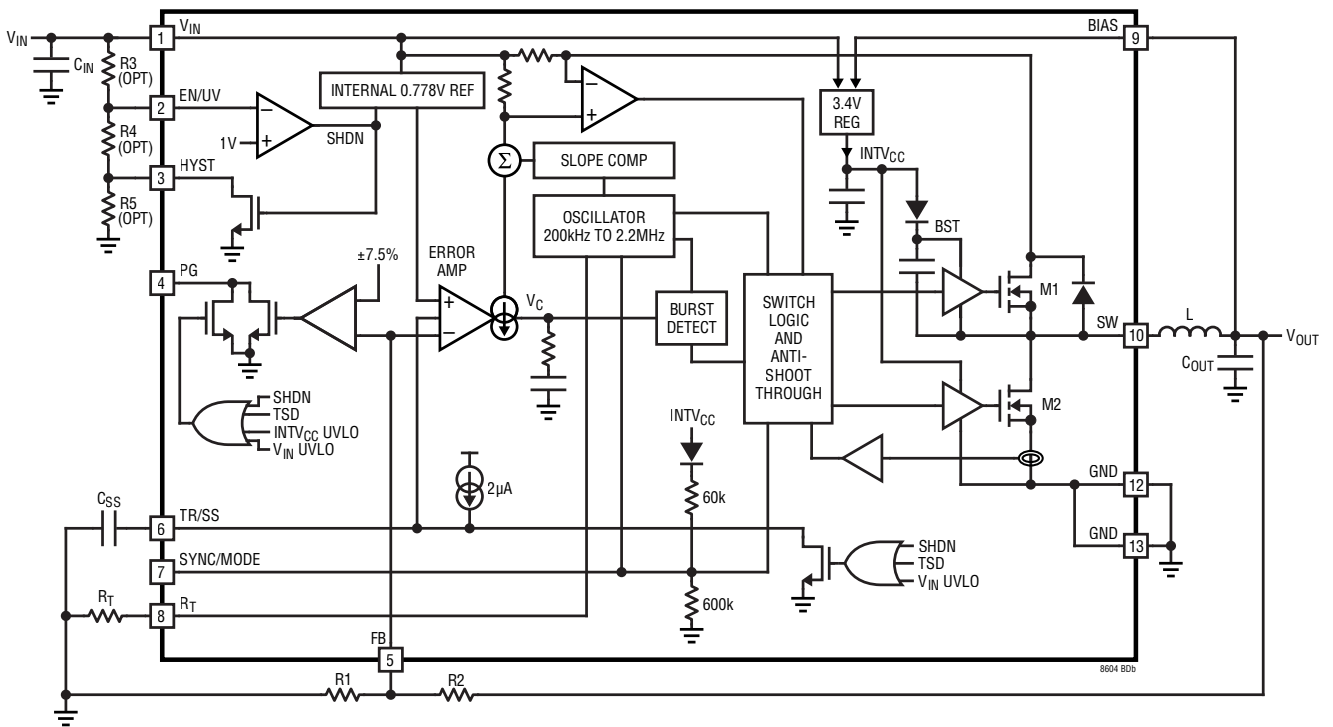 VIN
CIN
R3
(OPT)
R4
(OPT)
R5
(OPT)
1
VIN
2
EN/UV
1V
−
+
SHDN
3
HYST
INTERNAL 0.778V REF
−
+
Σ
SLOPE COMP
OSCILLATOR
200kHz TO 2.2MHz
BIAS
9
3.4V
REG
INTVCC
BST
4
PG
±7.5%
ERROR
AMP
+
−
VC
BURST
DETECT
SWITCH
LOGIC
AND
ANTI-
SHOOT
THROUGH
M1
SW
10
L
VOUT
COUT
M2
SHDN
TSD
INTVCC UVLO
VIN UVLO
INTVCC
2µA
60k
GND
12
GND
13
CSS
6
TR/SS
7
SYNC/MODE
RT
8
RT
600k
SHDN
TSD
VIN UVLO
FB
5
8604 BDb
R1
R2